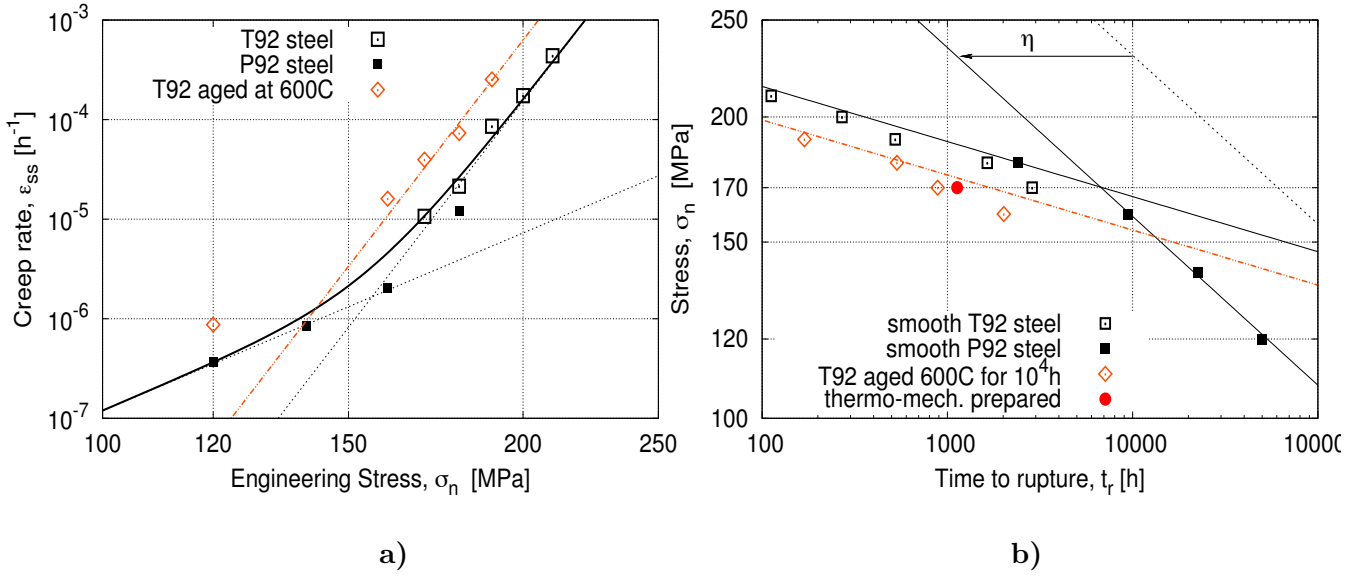 10⁻³
10⁻⁴
10⁻⁵
10⁻⁶
10⁻⁷
Creep rate, ε_ss [h⁻¹]
T92 steel
P92 steel
T92 aged at 600C
100 120 150 200 250
Engineering Stress, σ_n [MPa]
a)
250
200
170
150
120
100
Stress, σ_n [MPa]
η
smooth T92 steel
smooth P92 steel
T92 aged 600C for 10⁴h
thermo-mech. prepared
100 1000 10000 10000
Time to rupture, t_r [h]
b)